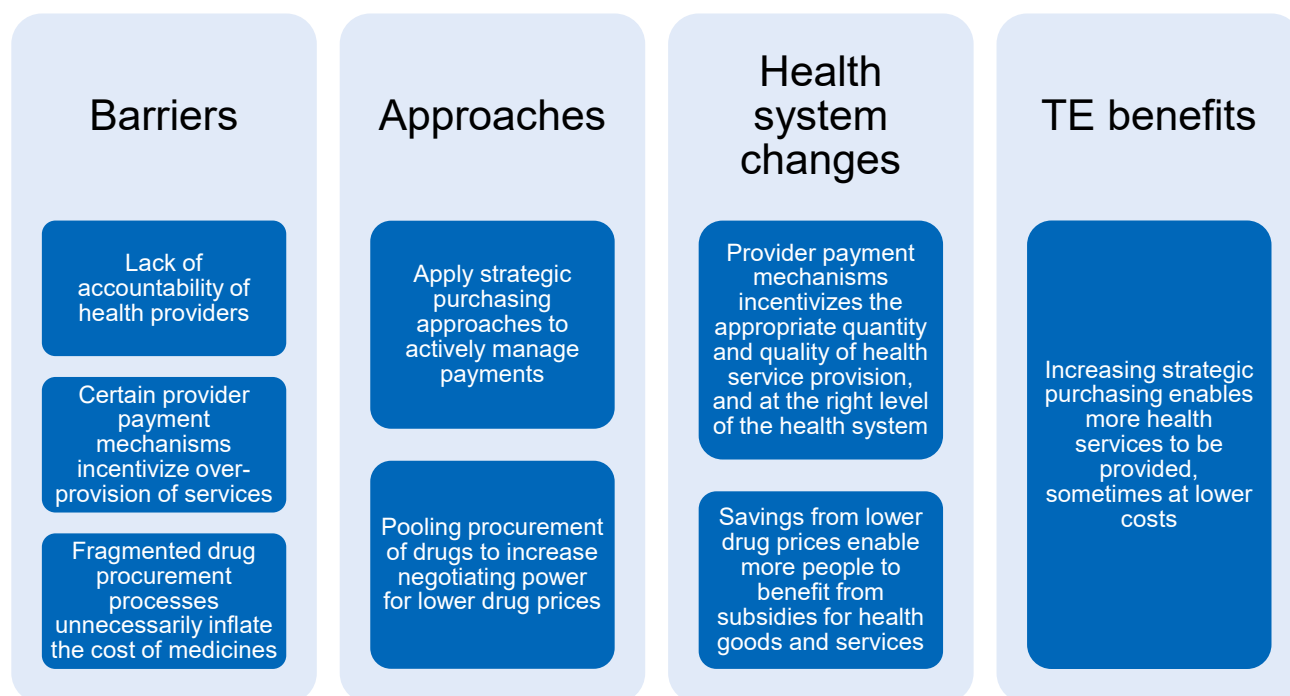 Barriers
Lack of
accountability of
health providers
Certain provider
payment
mechanisms
incentivize over-
provision of services
Fragmented drug
procurement
processes
unnecessarily inflate
the cost of medicines
Approaches
Apply strategic
purchasing
approaches to
actively manage
payments
Pooling procurement
of drugs to increase
negotiating power
for lower drug prices
Health
system
changes
Provider payment
mechanisms
incentivizes the
appropriate quantity
and quality of health
service provision,
and at the right level
of the health system
Savings from lower
drug prices enable
more people to
benefit from
subsidies for health
goods and services
TE benefits
Increasing strategic
purchasing enables
more health
services to be
provided,
sometimes at lower
costs